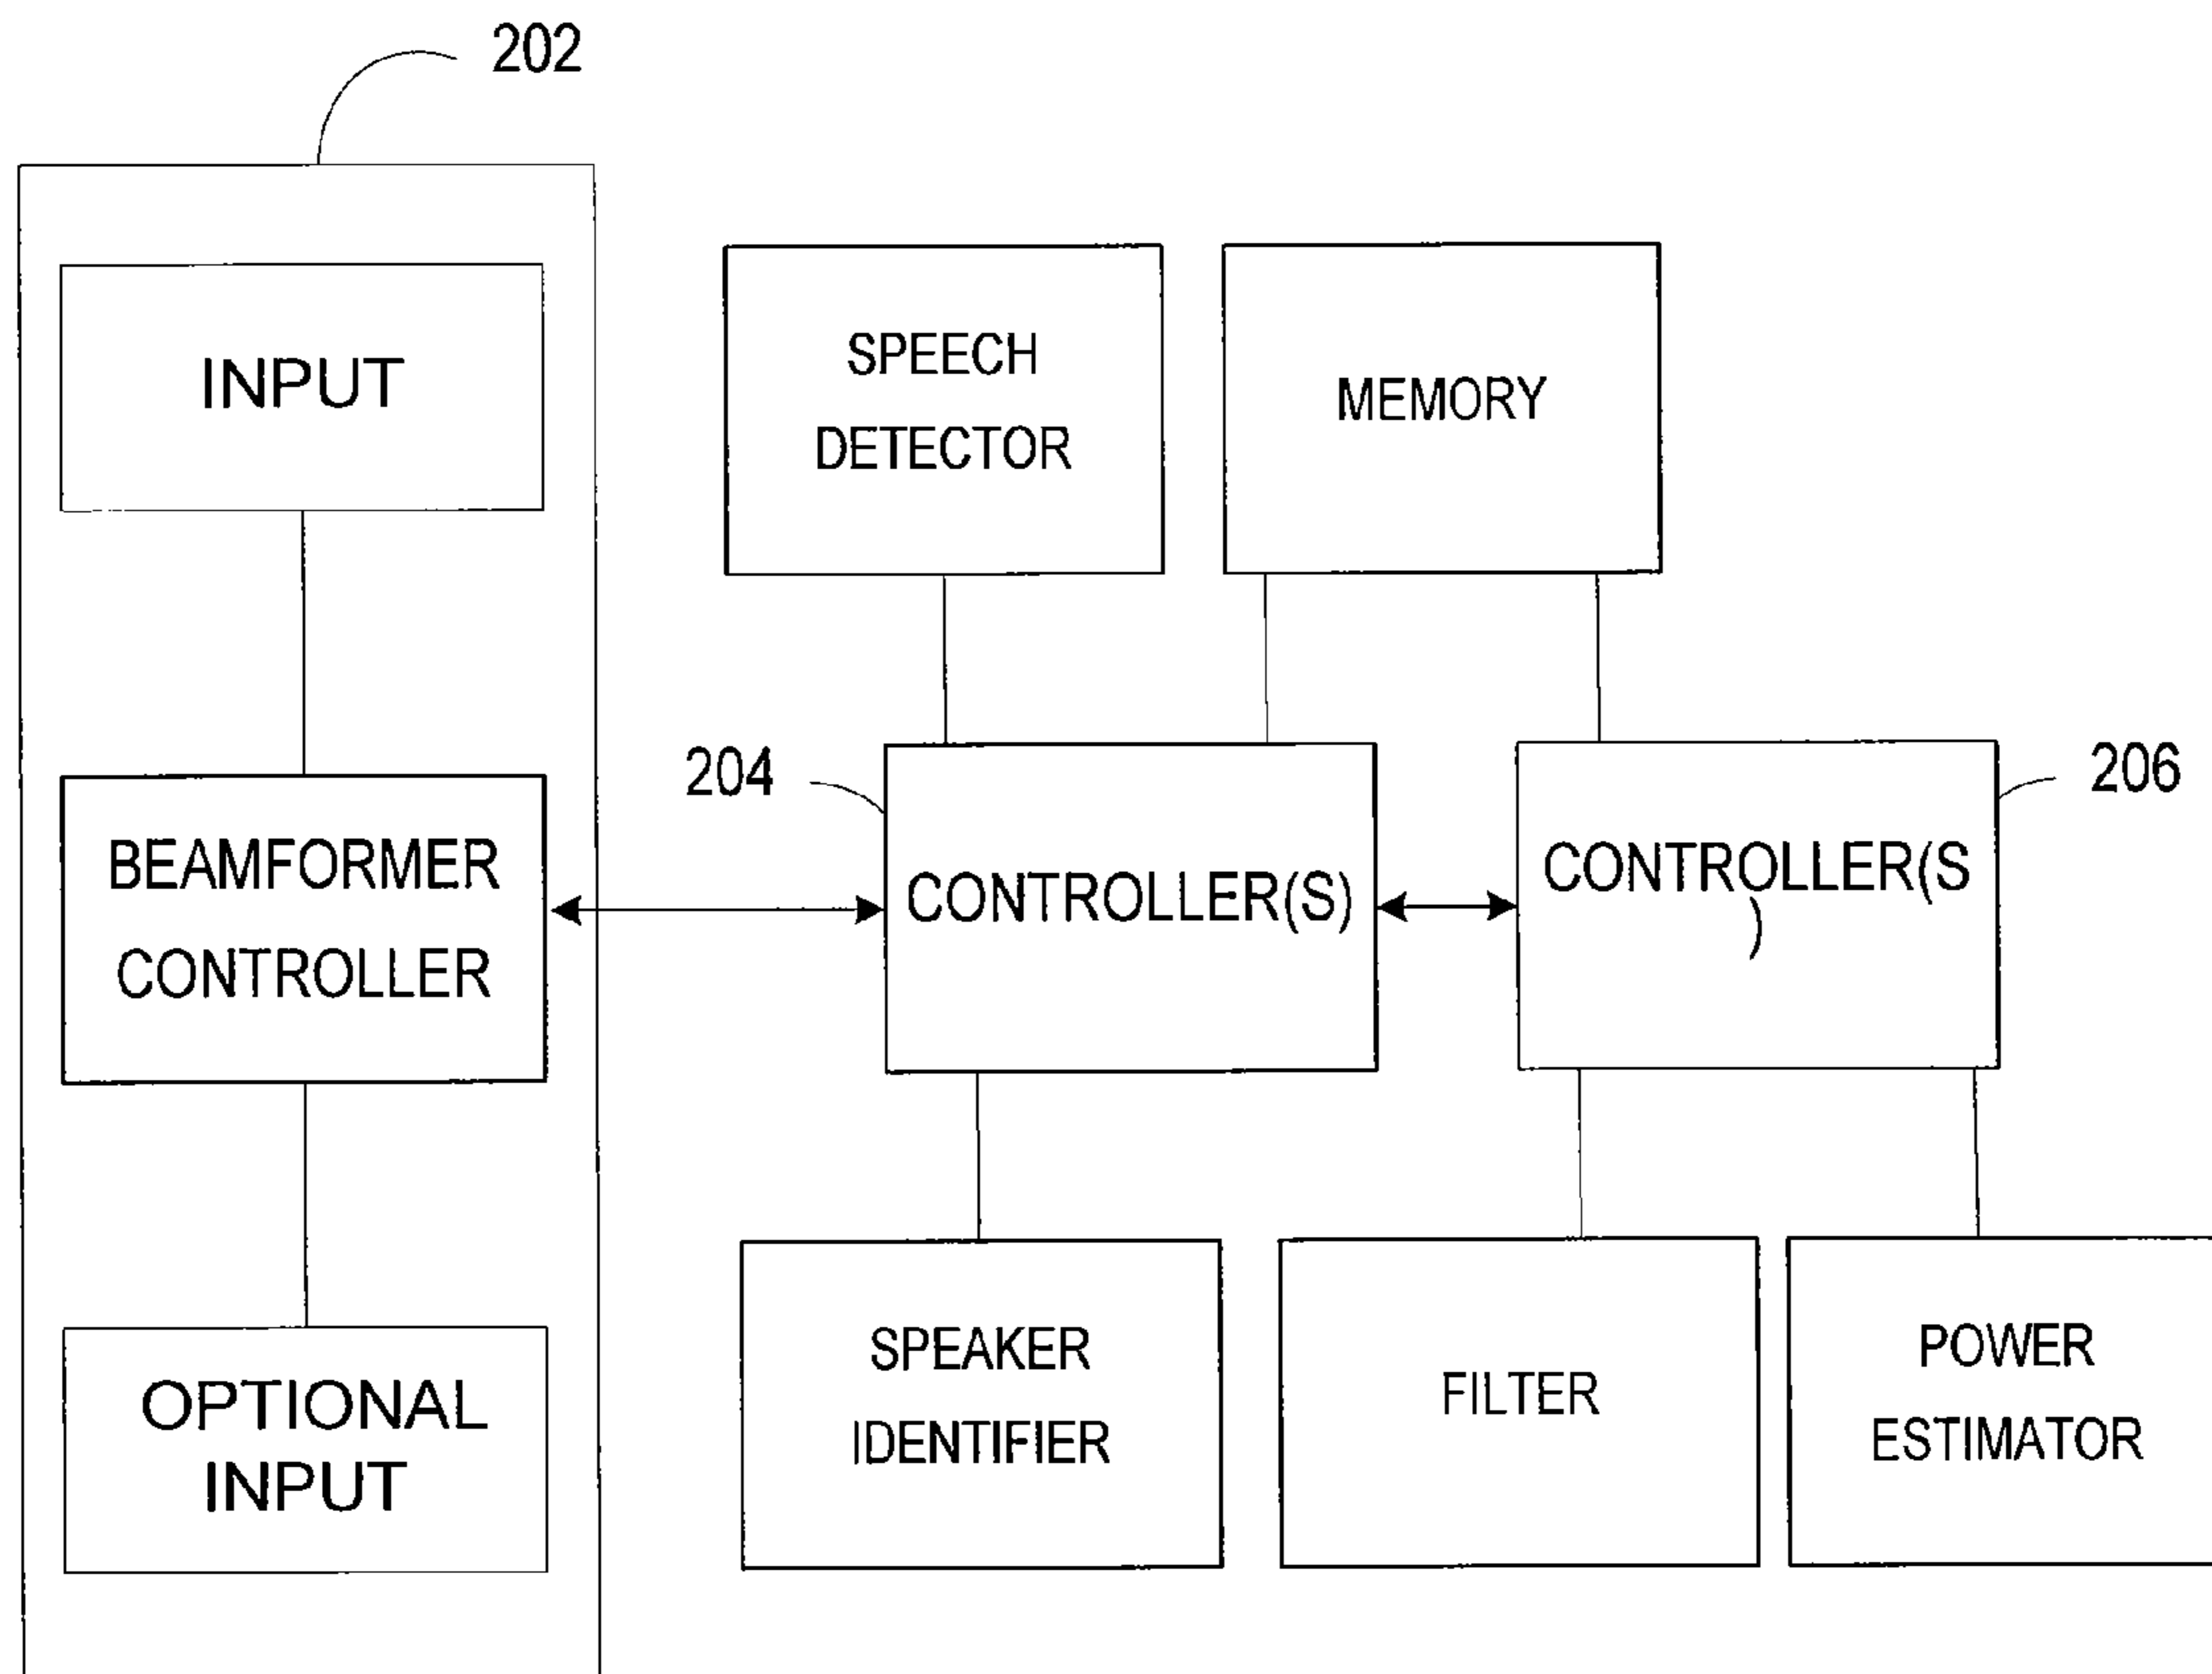 202
INPUT
SPEECH
DETECTOR
MEMORY
204
206
BEAMFORMER
CONTROLLER
CONTROLLER(S)
CONTROLLER(S
)
OPTIONAL
INPUT
SPEAKER
IDENTIFIER
FILTER
POWER
ESTIMATOR